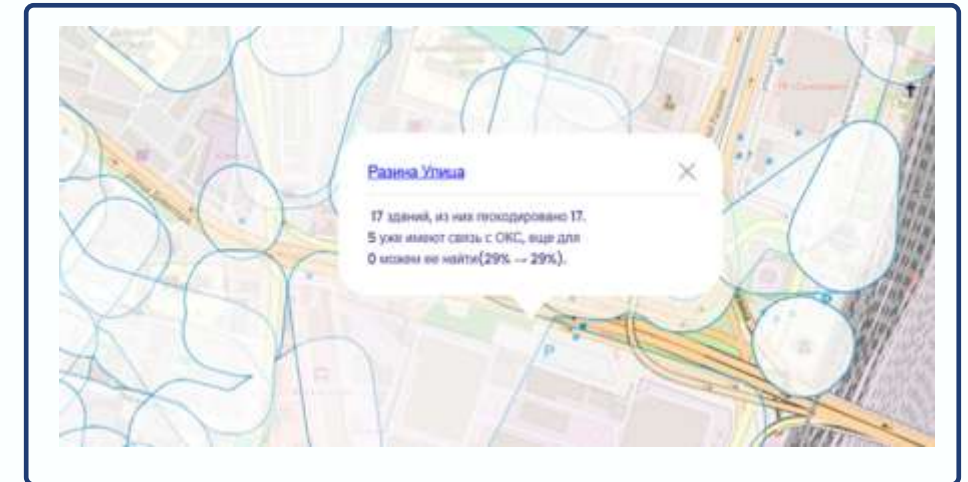 Разина Улица
17 зданий, из них геокодировано 17.
5 уже имеют связь с ОКС, еще для
0 можем ее найти(29% → 29%).
P